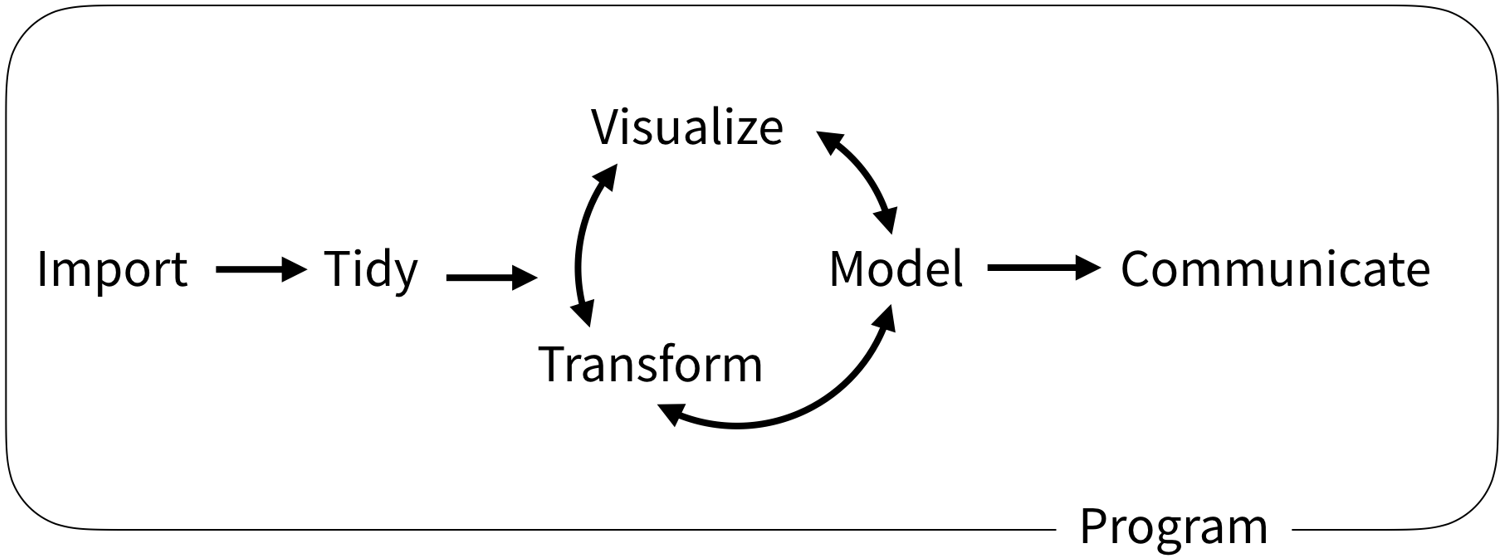 Visualize
Import
Tidy
Model
Communicate
Transform
Program